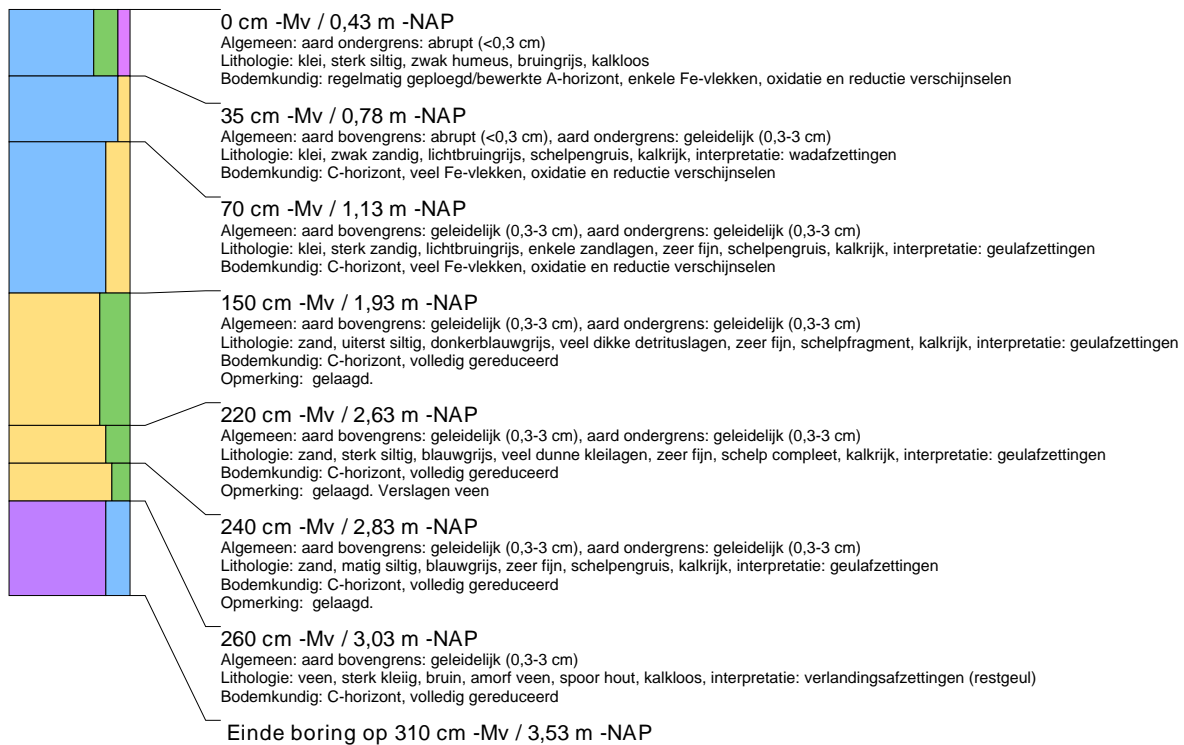 0 cm -Mv / 0,43 m -NAP
Algemeen: aard ondergrens: abrupt (<0,3 cm)
Lithologie: klei, sterk siltig, zwak humeus, bruingrijs, kalkloos
Bodemkundig: regelmatig geploegd/bewerkte A-horizont, enkele Fe-vlekken, oxidatie en reductie verschijnselen
35 cm -Mv / 0,78 m -NAP
Algemeen: aard bovengrens: abrupt (<0,3 cm), aard ondergrens: geleidelijk (0,3-3 cm)
Lithologie: klei, zwak zandig, lichtbruingrijs, schelpengruis, kalkrijk, interpretatie: wadafzettingen
Bodemkundig: C-horizont, veel Fe-vlekken, oxidatie en reductie verschijnselen
70 cm -Mv / 1,13 m -NAP
Algemeen: aard bovengrens: geleidelijk (0,3-3 cm), aard ondergrens: geleidelijk (0,3-3 cm)
Lithologie: klei, sterk zandig, lichtbruingrijs, enkele zandlagen, zeer fijn, schelpengruis, kalkrijk, interpretatie: geulafzettingen
Bodemkundig: C-horizont, veel Fe-vlekken, oxidatie en reductie verschijnselen
150 cm -Mv / 1,93 m -NAP
Algemeen: aard bovengrens: geleidelijk (0,3-3 cm), aard ondergrens: geleidelijk (0,3-3 cm)
Lithologie: zand, uiterst siltig, donkerblauwgrijs, veel dikke detrituslagen, zeer fijn, schelpfragment, kalkrijk, interpretatie: geulafzettingen
Bodemkundig: C-horizont, volledig gereduceerd
Opmerking: gelaagd.
220 cm -Mv / 2,63 m -NAP
Algemeen: aard bovengrens: geleidelijk (0,3-3 cm), aard ondergrens: geleidelijk (0,3-3 cm)
Lithologie: zand, sterk siltig, blauwgrijs, veel dunne kleilagen, zeer fijn, schelp compleet, kalkrijk, interpretatie: geulafzettingen
Bodemkundig: C-horizont, volledig gereduceerd
Opmerking: gelaagd. Verslagen veen
240 cm -Mv / 2,83 m -NAP
Algemeen: aard bovengrens: geleidelijk (0,3-3 cm), aard ondergrens: geleidelijk (0,3-3 cm)
Lithologie: zand, matig siltig, blauwgrijs, zeer fijn, schelpengruis, kalkrijk, interpretatie: geulafzettingen
Bodemkundig: C-horizont, volledig gereduceerd
Opmerking: gelaagd.
260 cm -Mv / 3,03 m -NAP
Algemeen: aard bovengrens: geleidelijk (0,3-3 cm)
Lithologie: veen, sterk kleiig, bruin, amorf veen, spoor hout, kalkloos, interpretatie: verlandingsafzettingen (restgeul)
Bodemkundig: C-horizont, volledig gereduceerd
Einde boring op 310 cm -Mv / 3,53 m -NAP